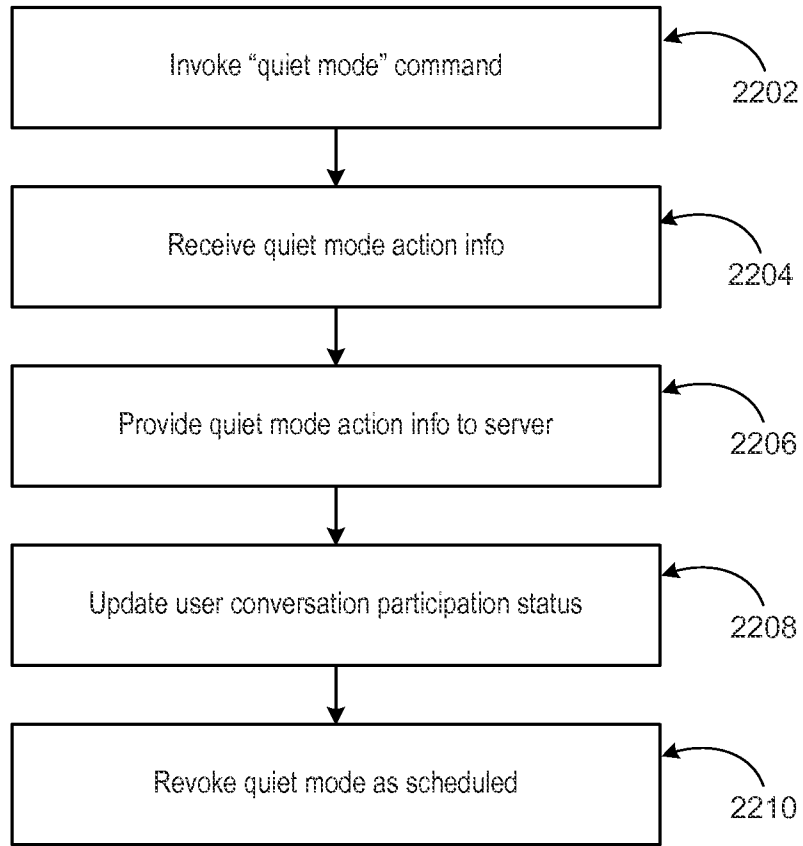 Invoke “quiet mode” command
2202
Receive quiet mode action info
2204
Provide quiet mode action info to server
2206
Update user conversation participation status
2208
Revoke quiet mode as scheduled
2210